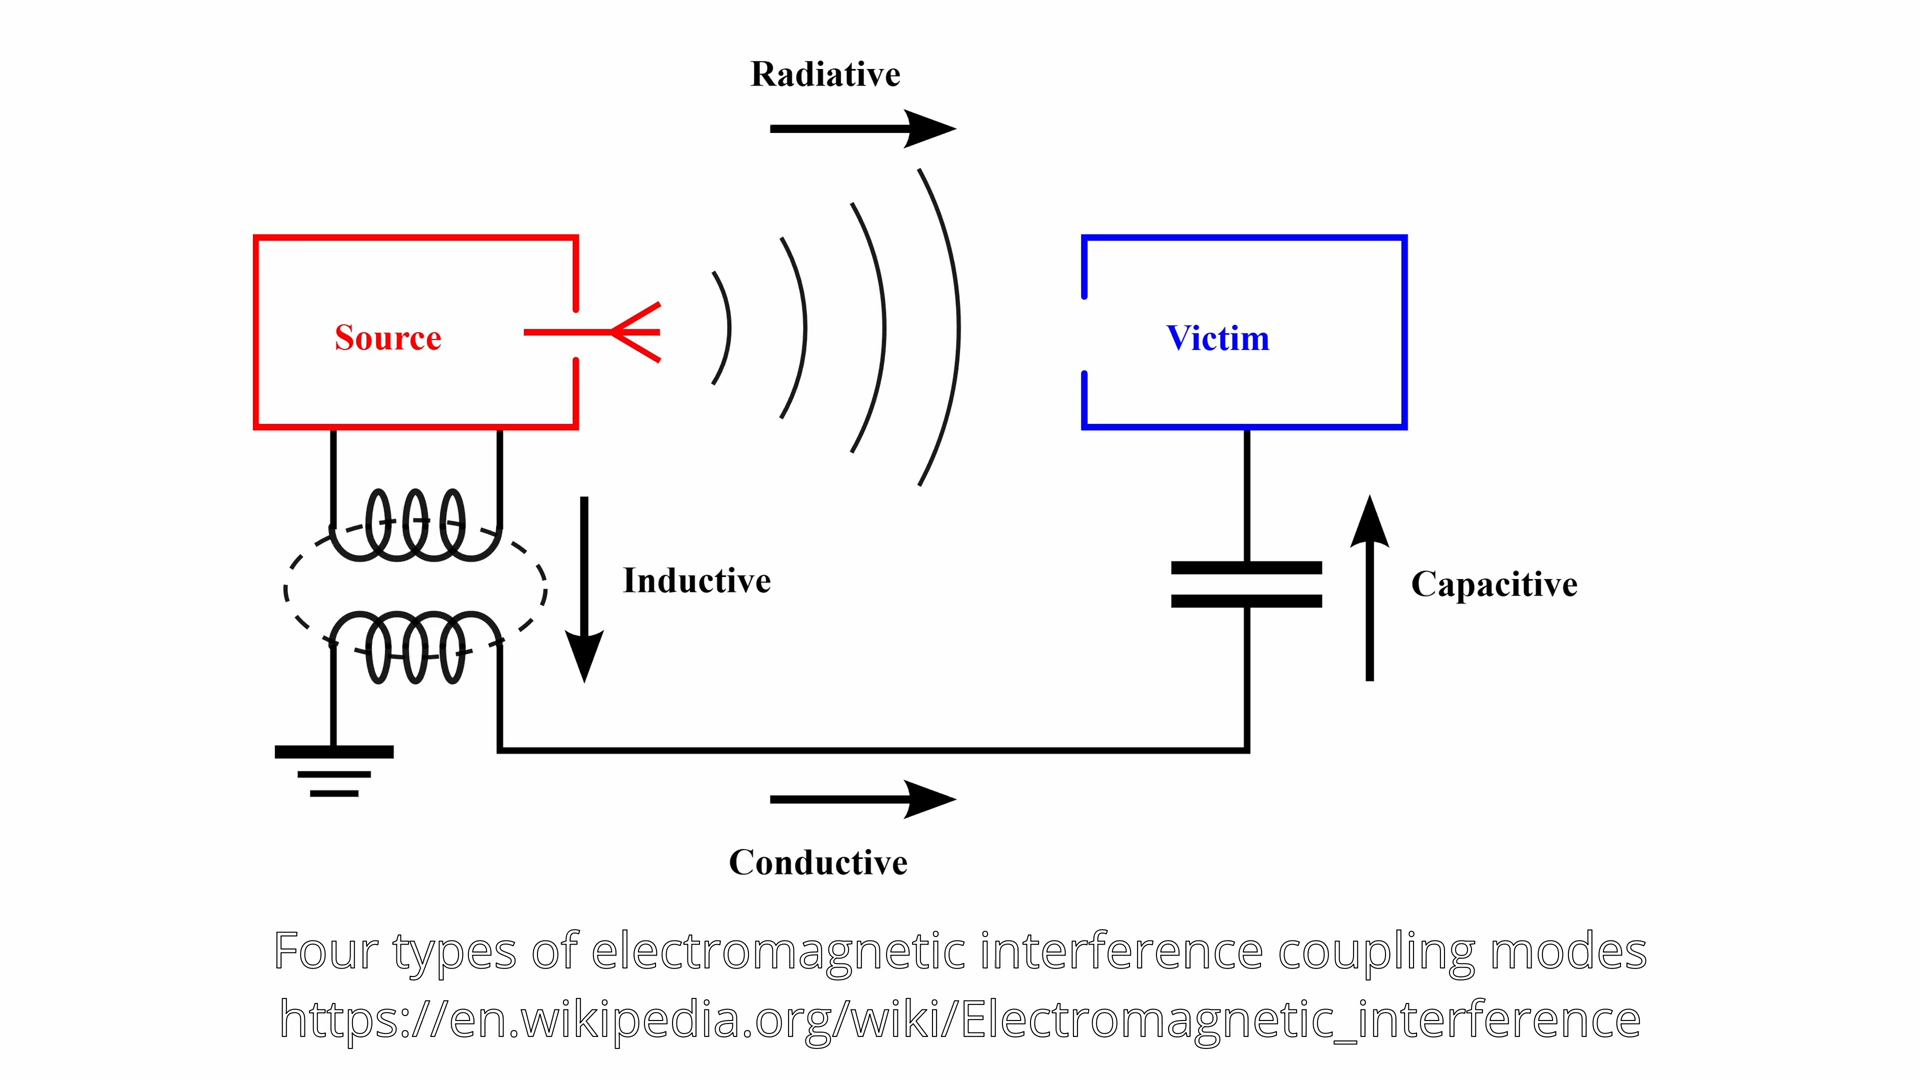 Radiative
Source
Victim
Inductive
Capacitive
Conductive
Four types of electromagnetic interference coupling modes
https://en.wikipedia.org/wiki/Electromagnetic_interference